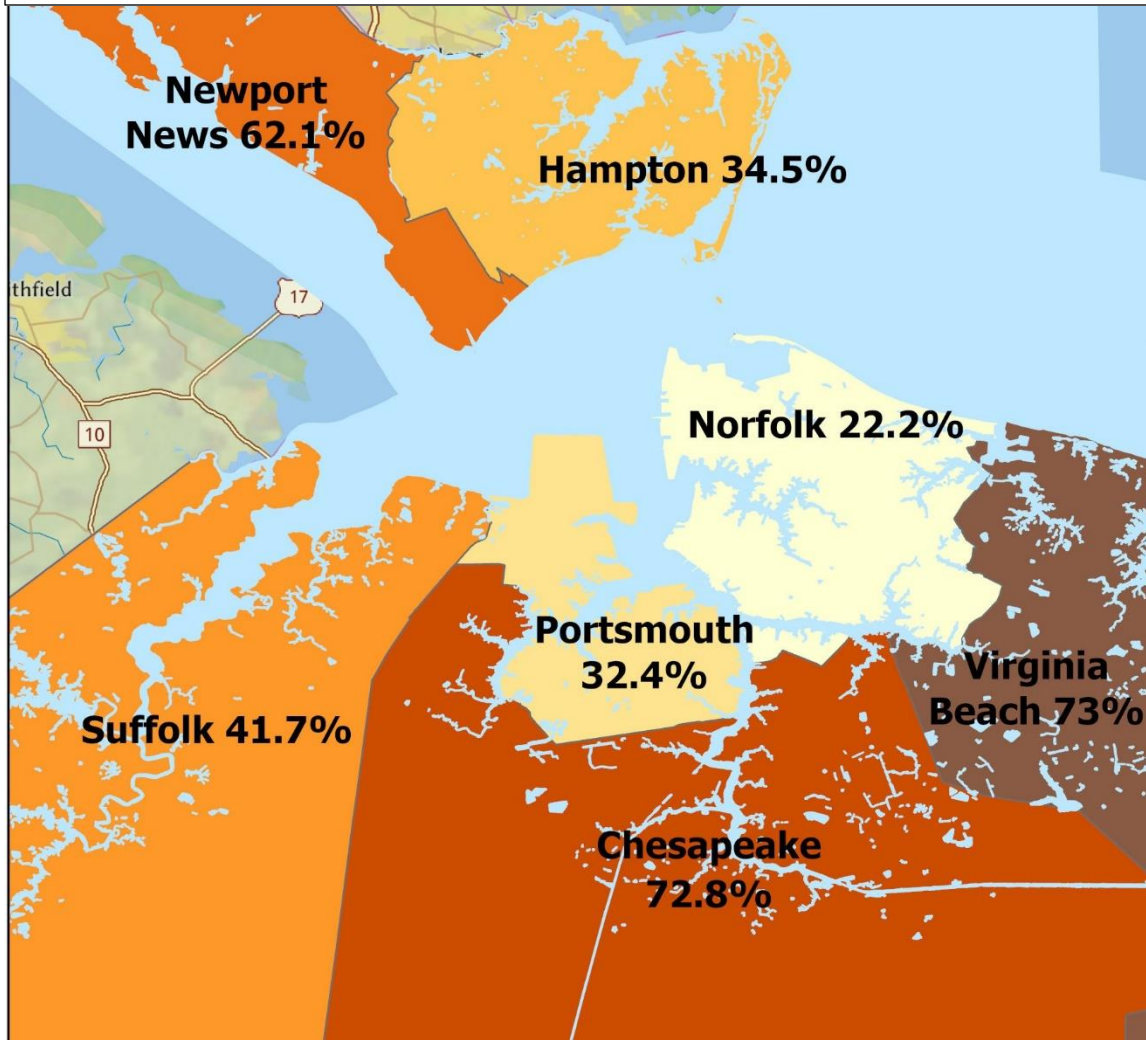 Newport
News 62.1%
Hampton 34.5%
ithfield
17
10
Norfolk 22.2%
Portsmouth
32.4%
Virginia
Beach 73%
Suffolk 41.7%
Chesapeake
72.8%